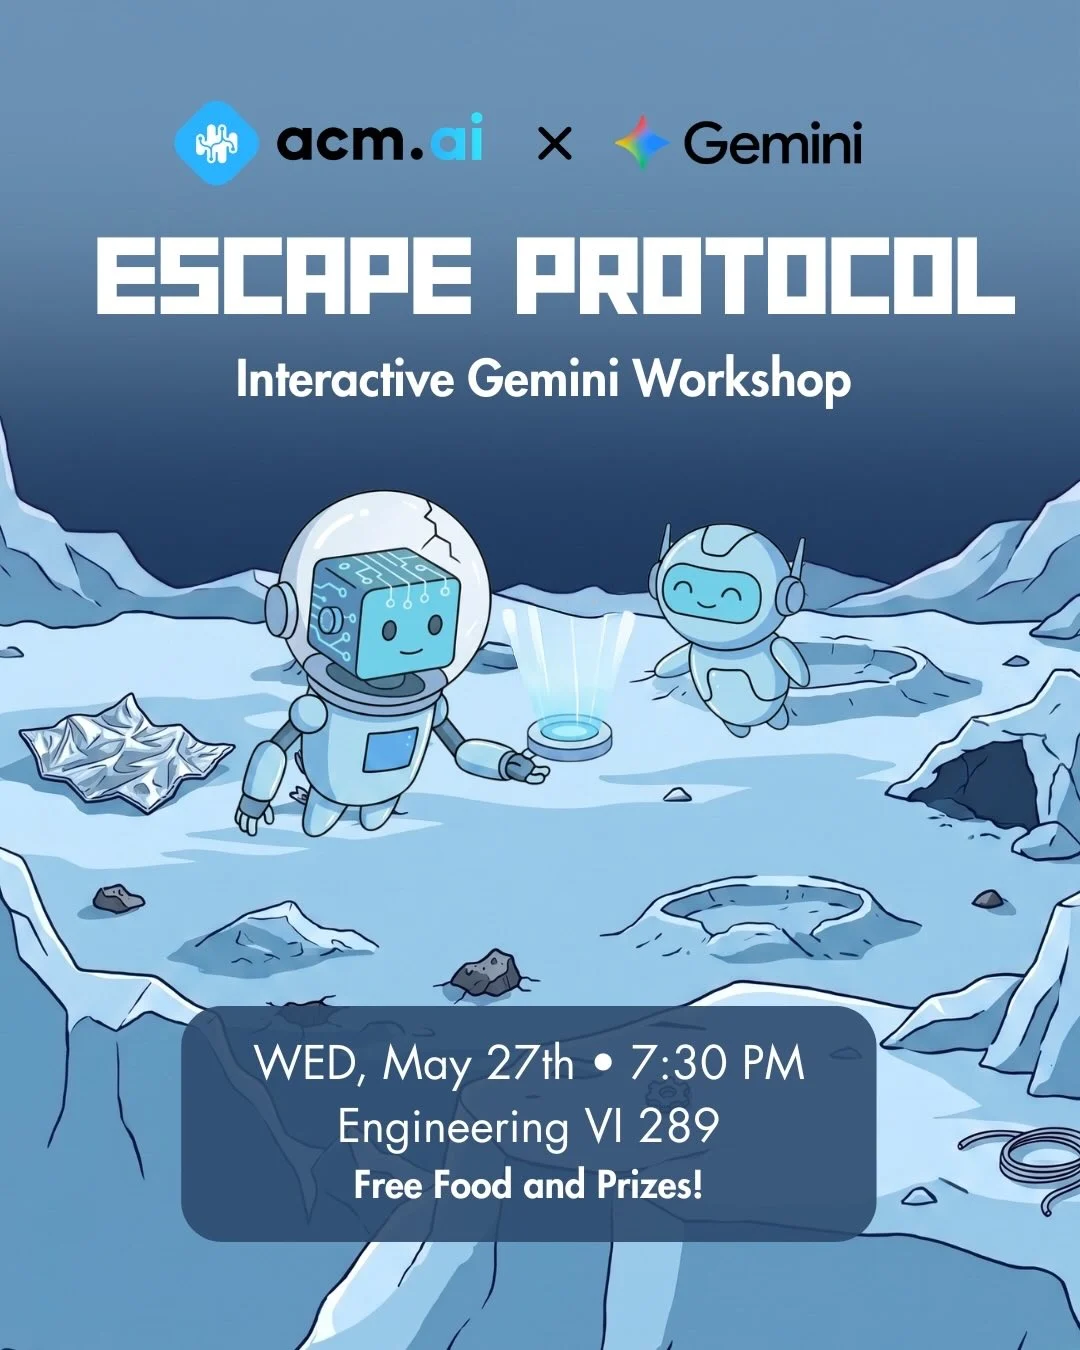 acm.ai × Gemini
ESCAPE PROTOCOL
Interactive Gemini Workshop
WED, May 27th • 7:30 PM
Engineering VI 289
Free Food and Prizes!